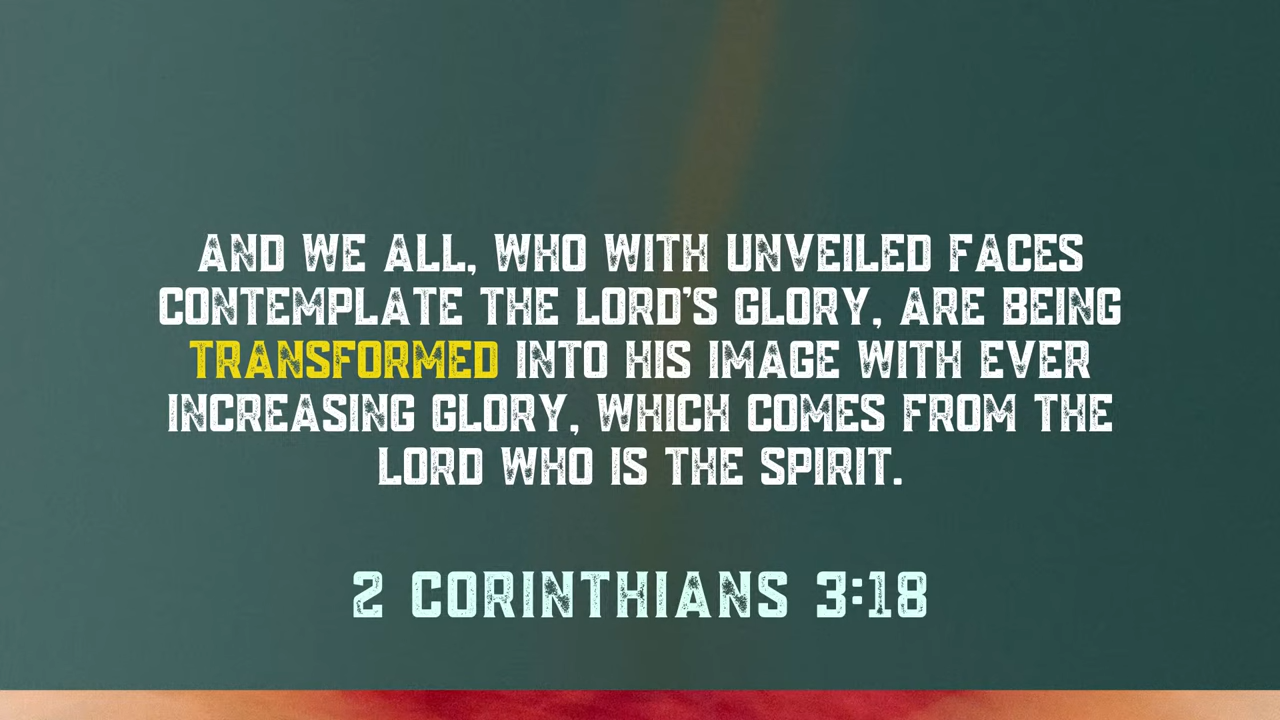 AND WE ALL, WHO WITH UNVEILED FACES
CONTEMPLATE THE LORD'S GLORY, ARE BEING
TRANSFORMED INTO HIS IMAGE WITH EVER
INCREASING GLORY, WHICH COMES FROM THE
LORD WHO IS THE SPIRIT.
2 CORINTHIANS 3:18